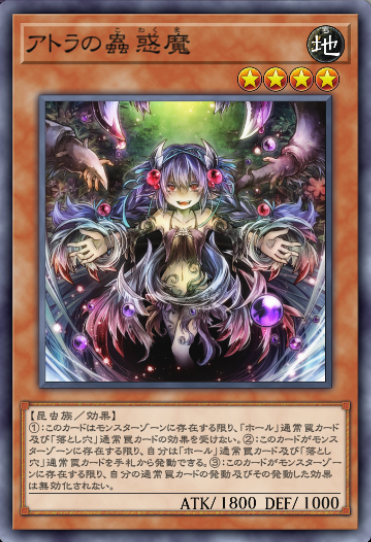 アトラの蟲惑魔
地
【昆虫族／効果】
①：このカードはモンスターゾーンに存在する限り、「ホール」通常罠カード
及び「落とし穴」通常罠カードの効果を受けない。②：このカードがモンス
ターゾーンに存在する限り、自分は「ホール」通常罠カード及び「落とし
穴」通常罠カードを手札から発動できる。③：このカードがモンスターゾー
ンに存在する限り、自分の通常罠カードの発動及びその発動した効果
は無効化されない。
ATK/1800 DEF/1000